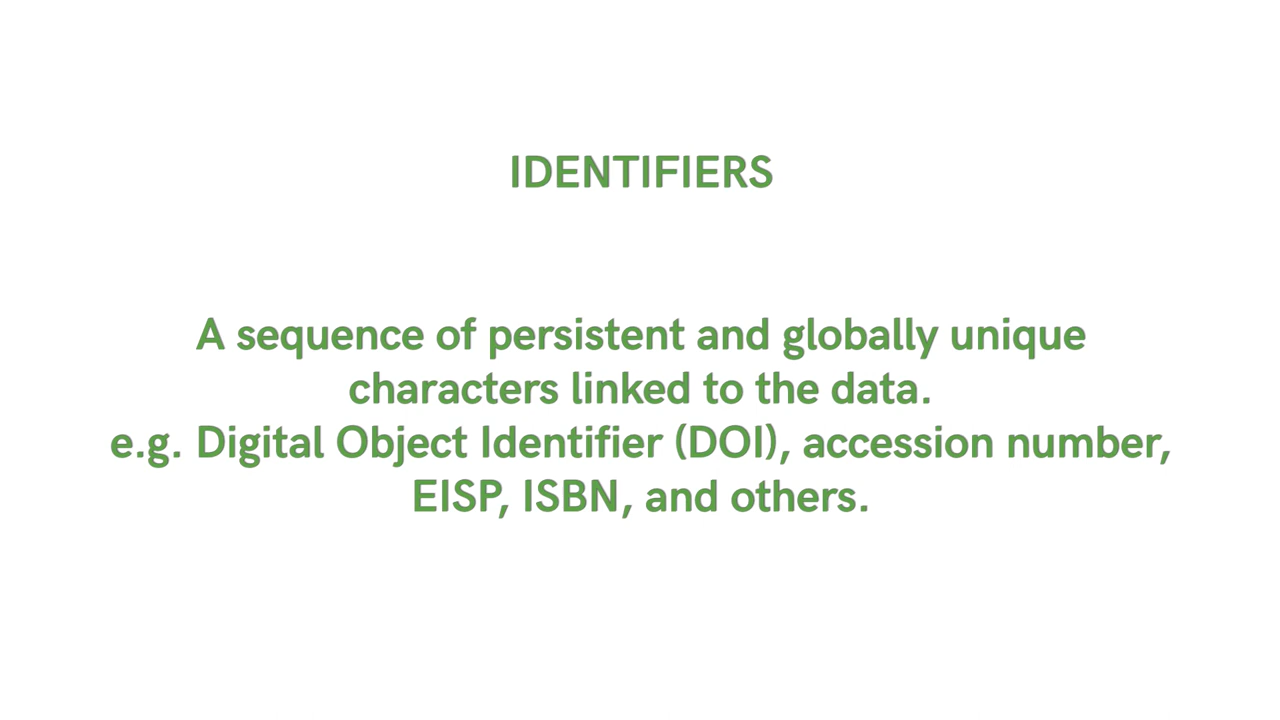 IDENTIFIERS
A sequence of persistent and globally unique
characters linked to the data.
e.g. Digital Object Identifier (DOI), accession number,
EISP, ISBN, and others.